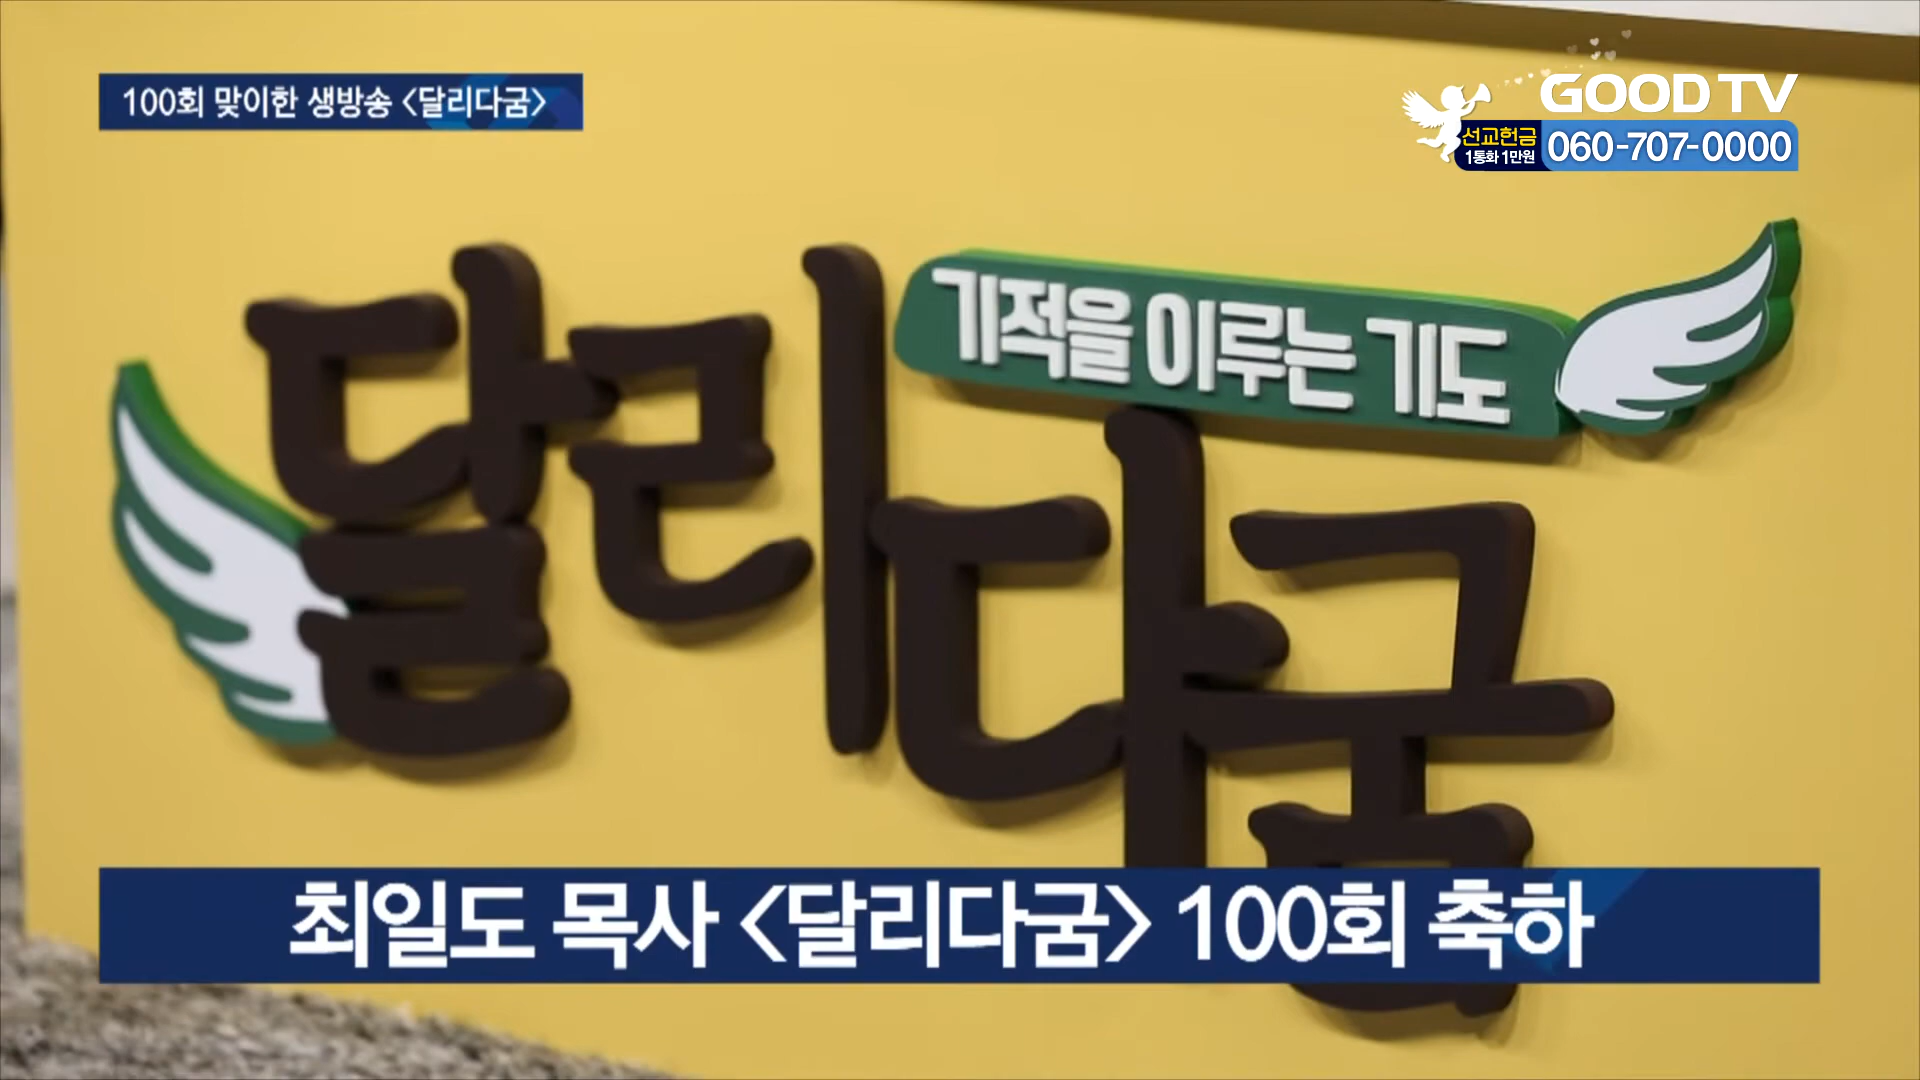 100회 맞이한 생방송 <달리다굼>
GOODTV
선교헌금
1통화 1만원
060-707-0000
기적을 이루는 기도
달리다굼
최일도 목사 <달리다굼> 100회 축하